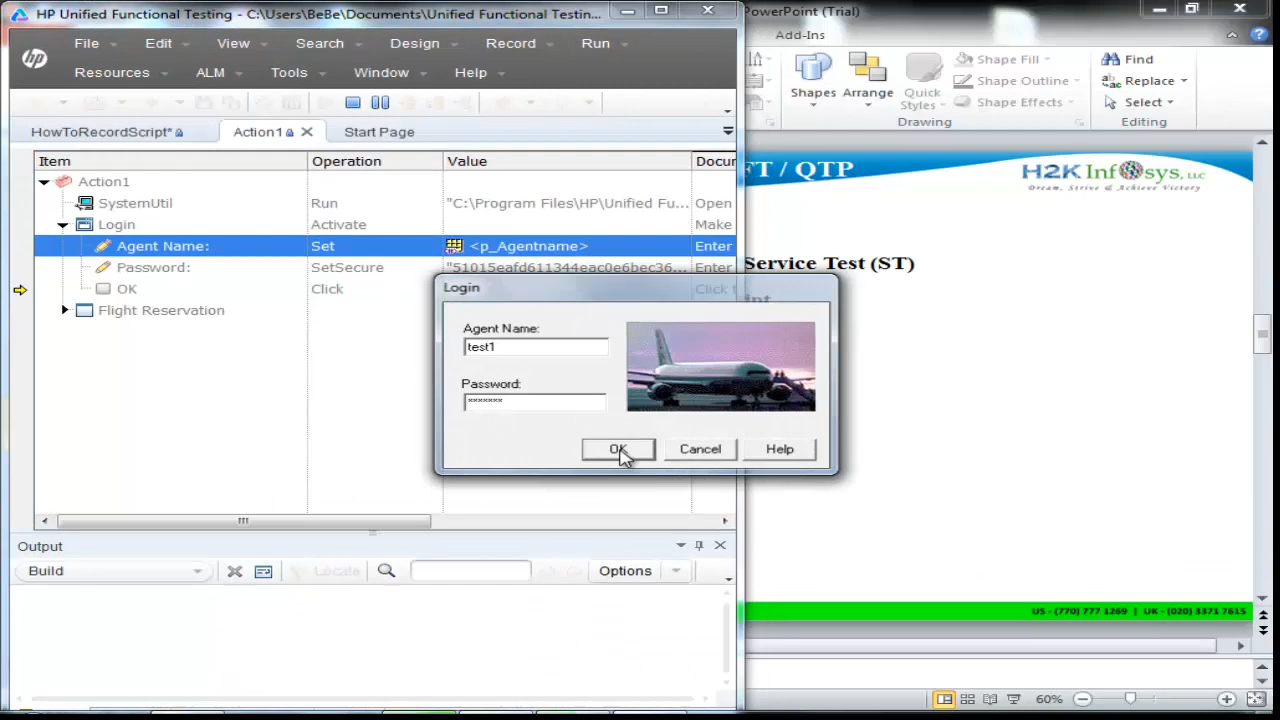 HP Unified Functional Testing - C:\Users\BeBe\Documents\Unified Functional Testin...
File Edit View Search Design Record Run
Resources ALM Tools Window Help
HowToRecordScript* Action1 Start Page
Item Operation Value Docun
Action1
SystemUtil Run "C:\Program Files\HP\Unified Fu... Open
Login Activate Make
Agent Name: Set <p_Agentname> Enter
Password: SetSecure "51015eafd611344eac0e6bec36... Enter
OK Click Click t
Flight Reservation
Login
Agent Name:
test1
Password:
*******
OK Cancel Help
Output
Build Locate Options
PowerPoint (Trial)
Add-Ins
Shapes Arrange Quick Styles
Shape Fill
Shape Outline
Shape Effects
Find
Replace
Select
Drawing Editing
FT / QTP
H2K Infosys, LLC
Dream, Strive & Achieve Victory
Service Test (ST)
int
US - (770) 777 1269 | UK - (020) 3371 7615
60%